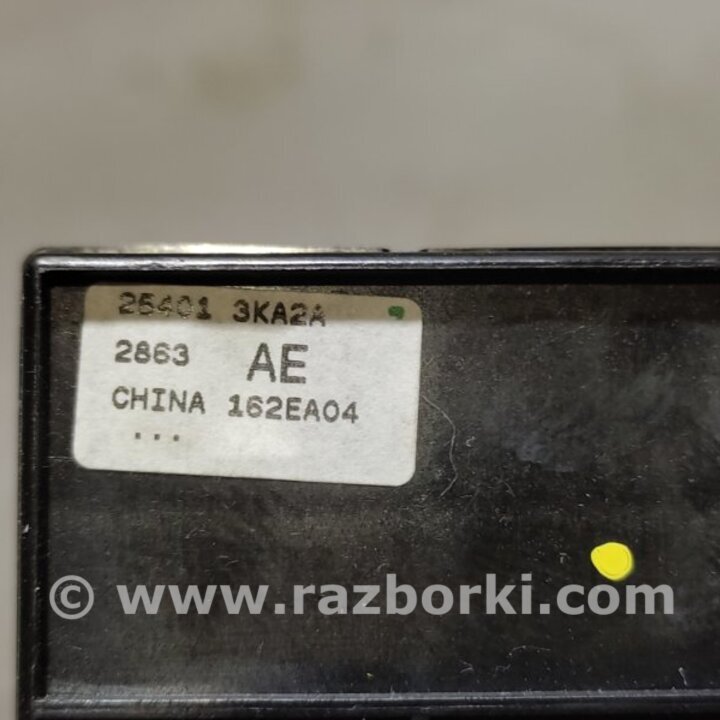 25401 3KA2A
2863 AE
CHINA 162EA04
...
© www.razborki.com